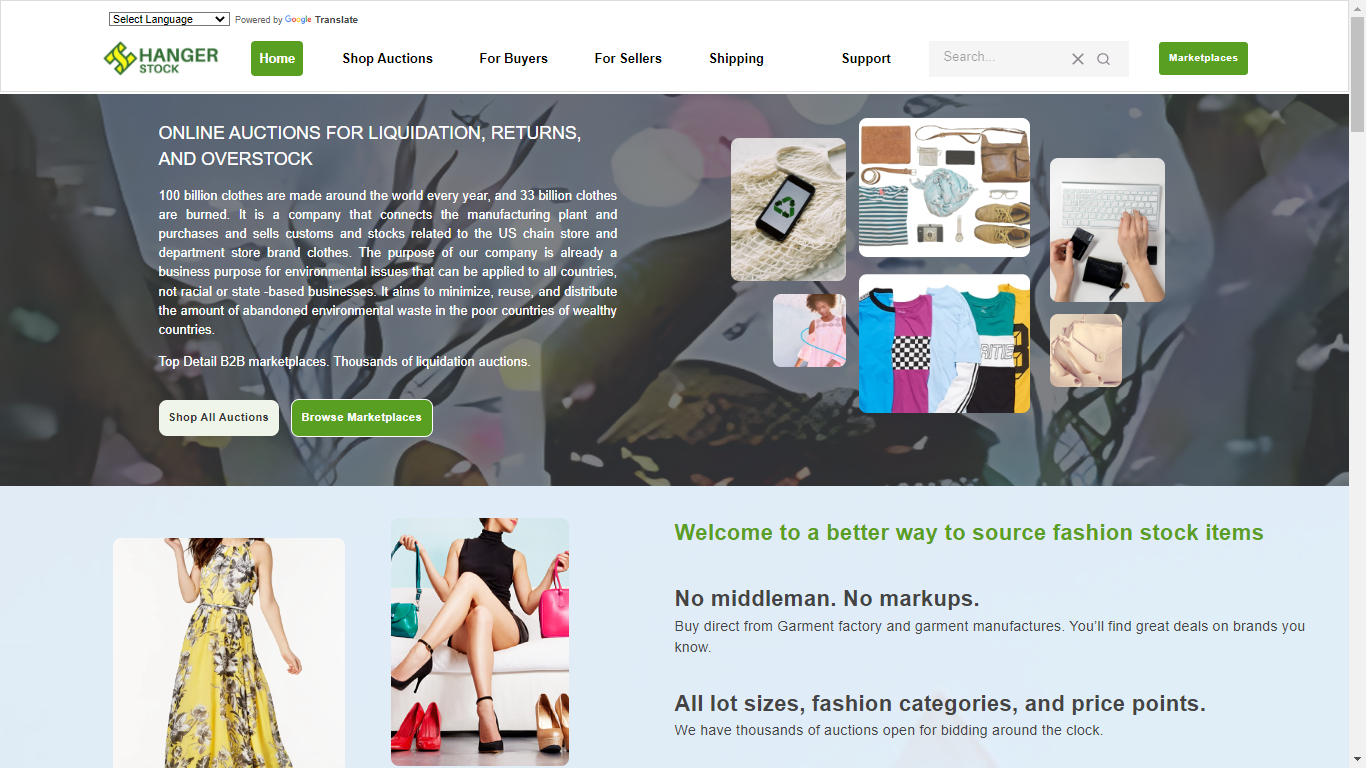 Select Language
Powered by Google Translate
HANGER
STOCK
Home
Shop Auctions
For Buyers
For Sellers
Shipping
Support
Search...
Marketplaces
ONLINE AUCTIONS FOR LIQUIDATION, RETURNS,
AND OVERSTOCK
100 billion clothes are made around the world every year, and 33 billion clothes
are burned. It is a company that connects the manufacturing plant and
purchases and sells customs and stocks related to the US chain store and
department store brand clothes. The purpose of our company is already a
business purpose for environmental issues that can be applied to all countries,
not racial or state -based businesses. It aims to minimize, reuse, and distribute
the amount of abandoned environmental waste in the poor countries of wealthy
countries.
Top Detail B2B marketplaces. Thousands of liquidation auctions.
Shop All Auctions
Browse Marketplaces
Welcome to a better way to source fashion stock items
No middleman. No markups.
Buy direct from Garment factory and garment manufactures. You’ll find great deals on brands you
know.
All lot sizes, fashion categories, and price points.
We have thousands of auctions open for bidding around the clock.